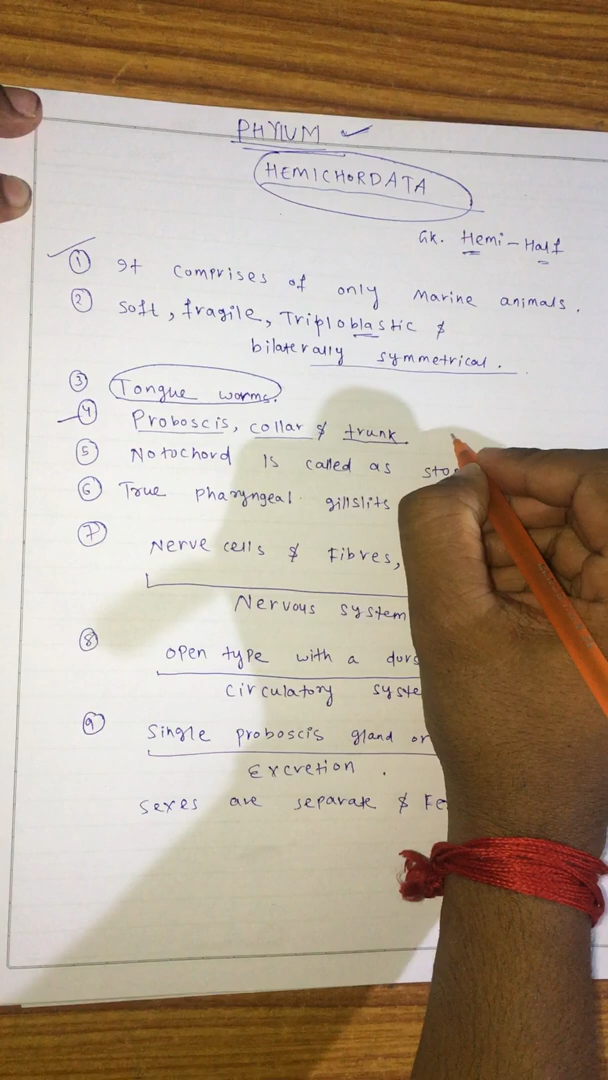 PHYLUM
HEMICHORDATA
Gk. Hemi - Half
① It comprises of only Marine animals.
② Soft, fragile, Triploblastic &
bilaterally symmetrical.
③ Tongue worms.
④ Proboscis, collar & trunk.
⑤ Notochord is called as
⑥ True pharyngeal gillslits
⑦ Nerve cells & Fibres,
Nervous system
⑧ open type with a
circulatory
⑨ Single proboscis gland or
Excretion.
Sexes are separate &